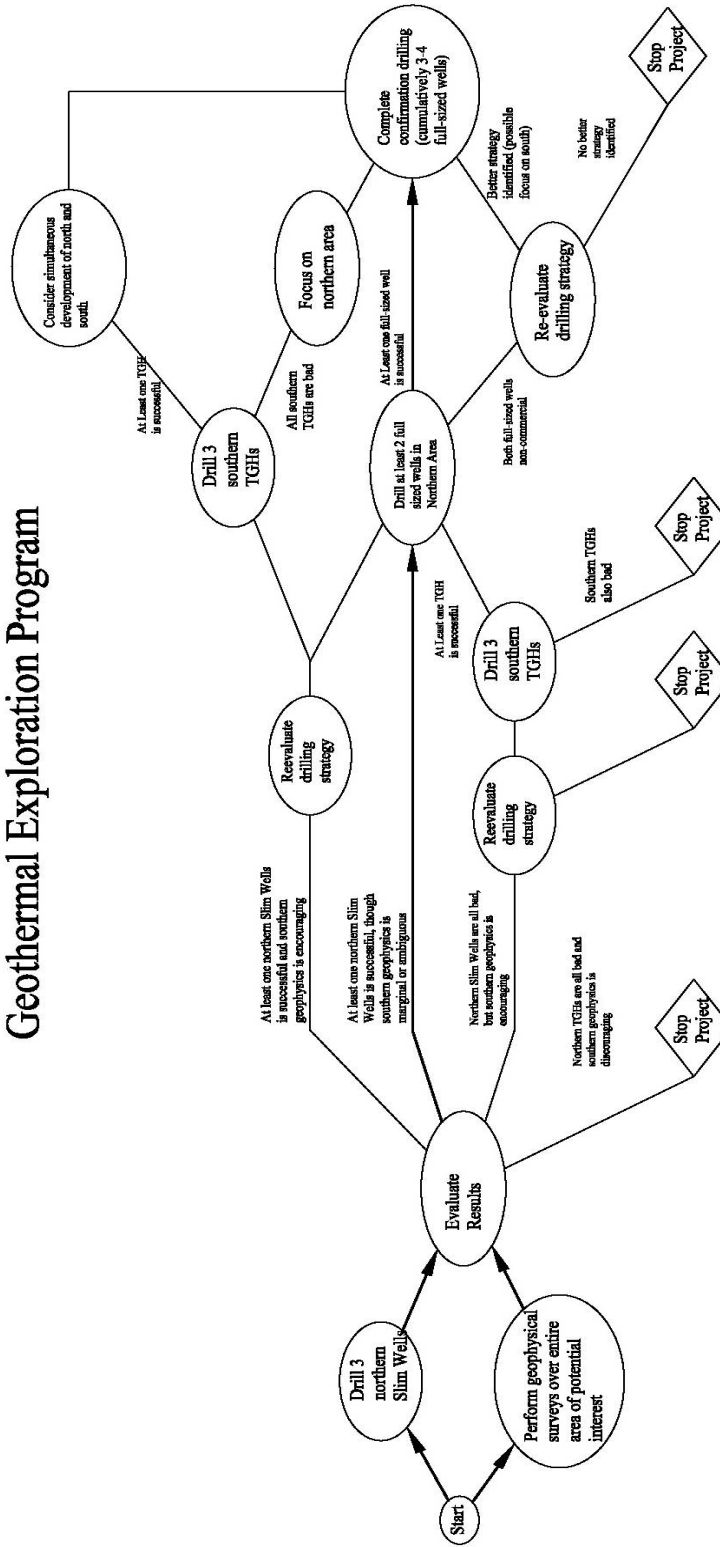 Geothermal Exploration Program
Start
Drill 3
northern
Slim Wells
Perform geophysical
surveys over entire
area of potential
interest
Evaluate
Results
At least one northern Slim Wells
is successful and southern
geophysics is encouraging
At least one northern Slim
Wells is successful, though
southern geophysics is
marginal or ambiguous
Northern Slim Wells are all bad,
but southern geophysics is
encouraging
Northern TGHs are all bad and
southern geophysics is
discouraging
Stop
Project
Reevaluate
drilling
strategy
Reevaluate
drilling
strategy
Stop
Project
Drill 3
southern
TGHs
At Least one TGH
is successful
Southern TGHs
also bad
Stop
Project
Drill 3
southern
TGHs
Drill at least 2 full
sized wells in
Northern Area
At Least one TGH
is successful
All southern
TGHs are bad
At Least one full-sized well
is successful
Both full-sized wells
non-commercial
Consider simultaneous
development of north and
south
Focus on
northern area
Re-evaluate
drilling strategy
Better strategy
identified (possible
focus on south)
No better
strategy
identified
Complete
confirmation drilling
(cumulatively 3-4
full-sized wells)
Stop
Project